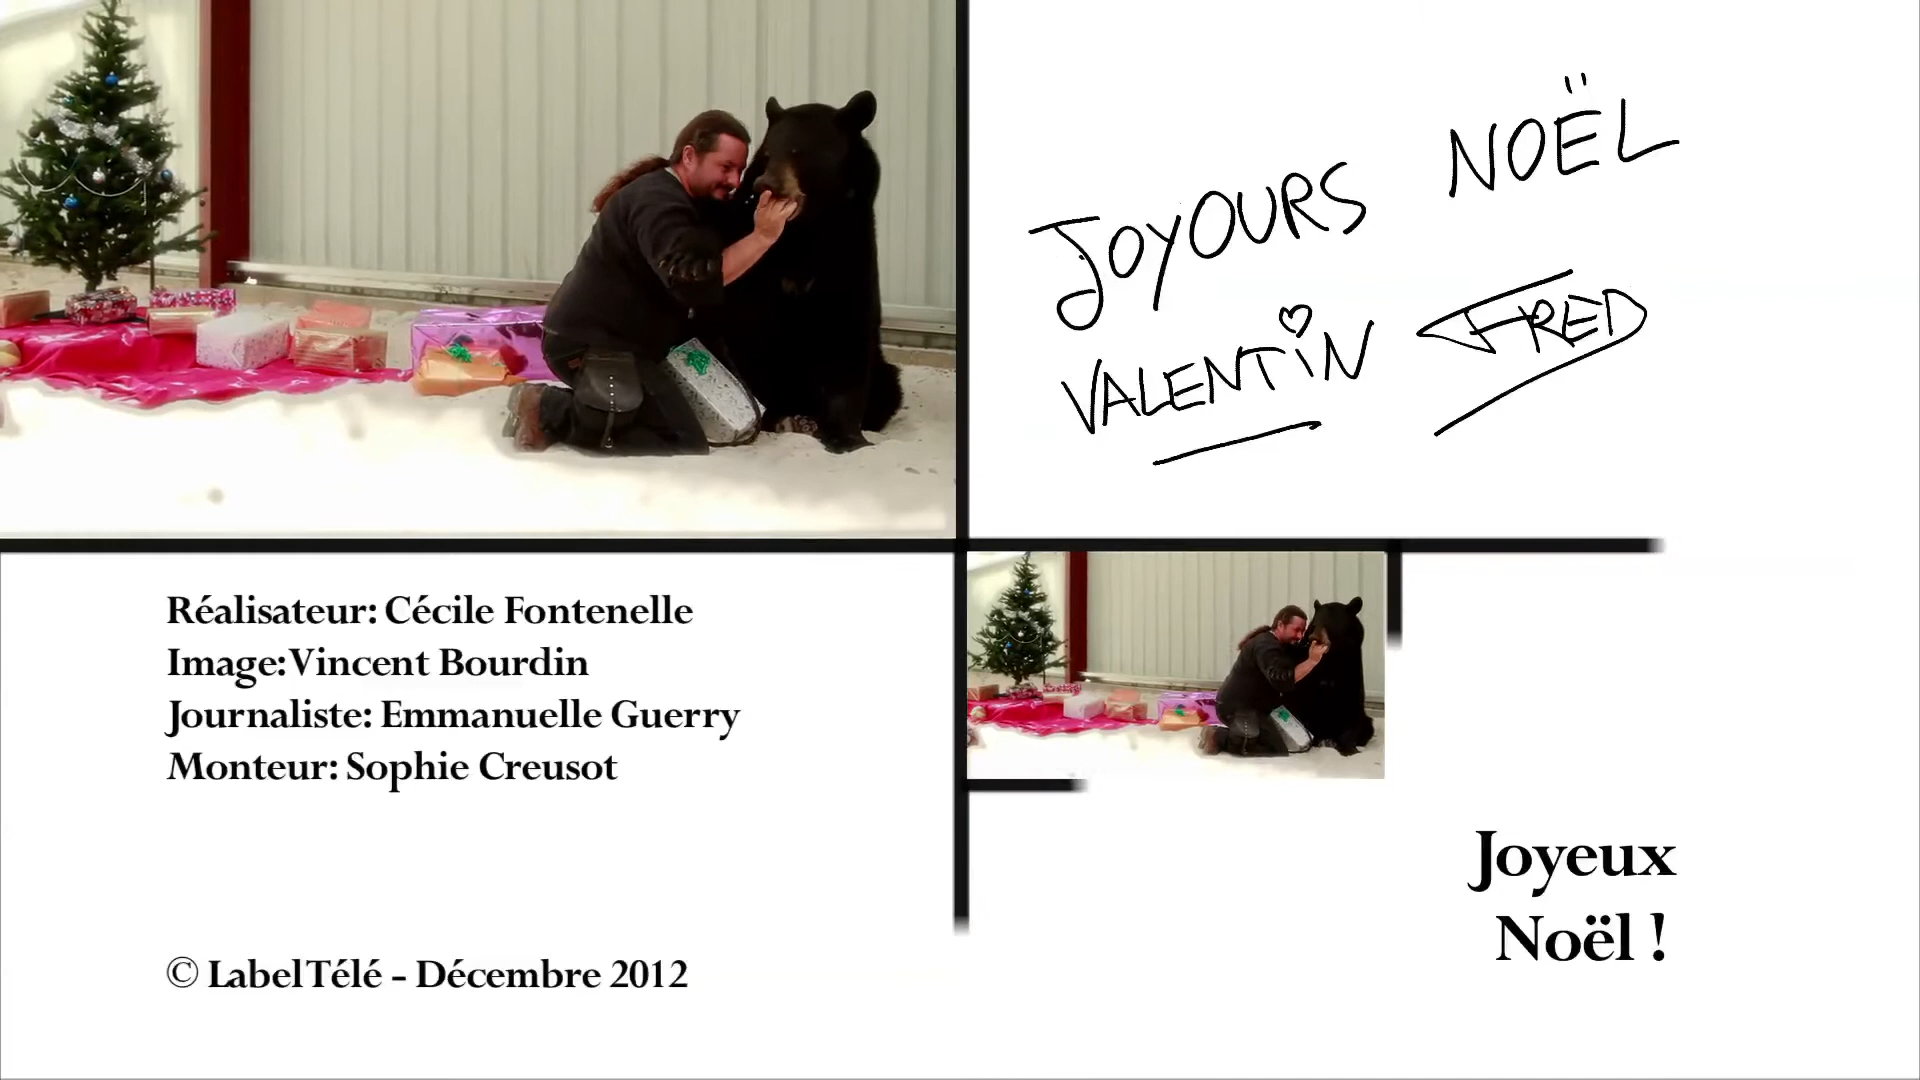 JOYOURS NOËL
VALENTIN FRED
Réalisateur: Cécile Fontenelle
Image: Vincent Bourdin
Journaliste: Emmanuelle Guerry
Monteur: Sophie Creusot
© LabelTélé - Décembre 2012
Joyeux
Noël !